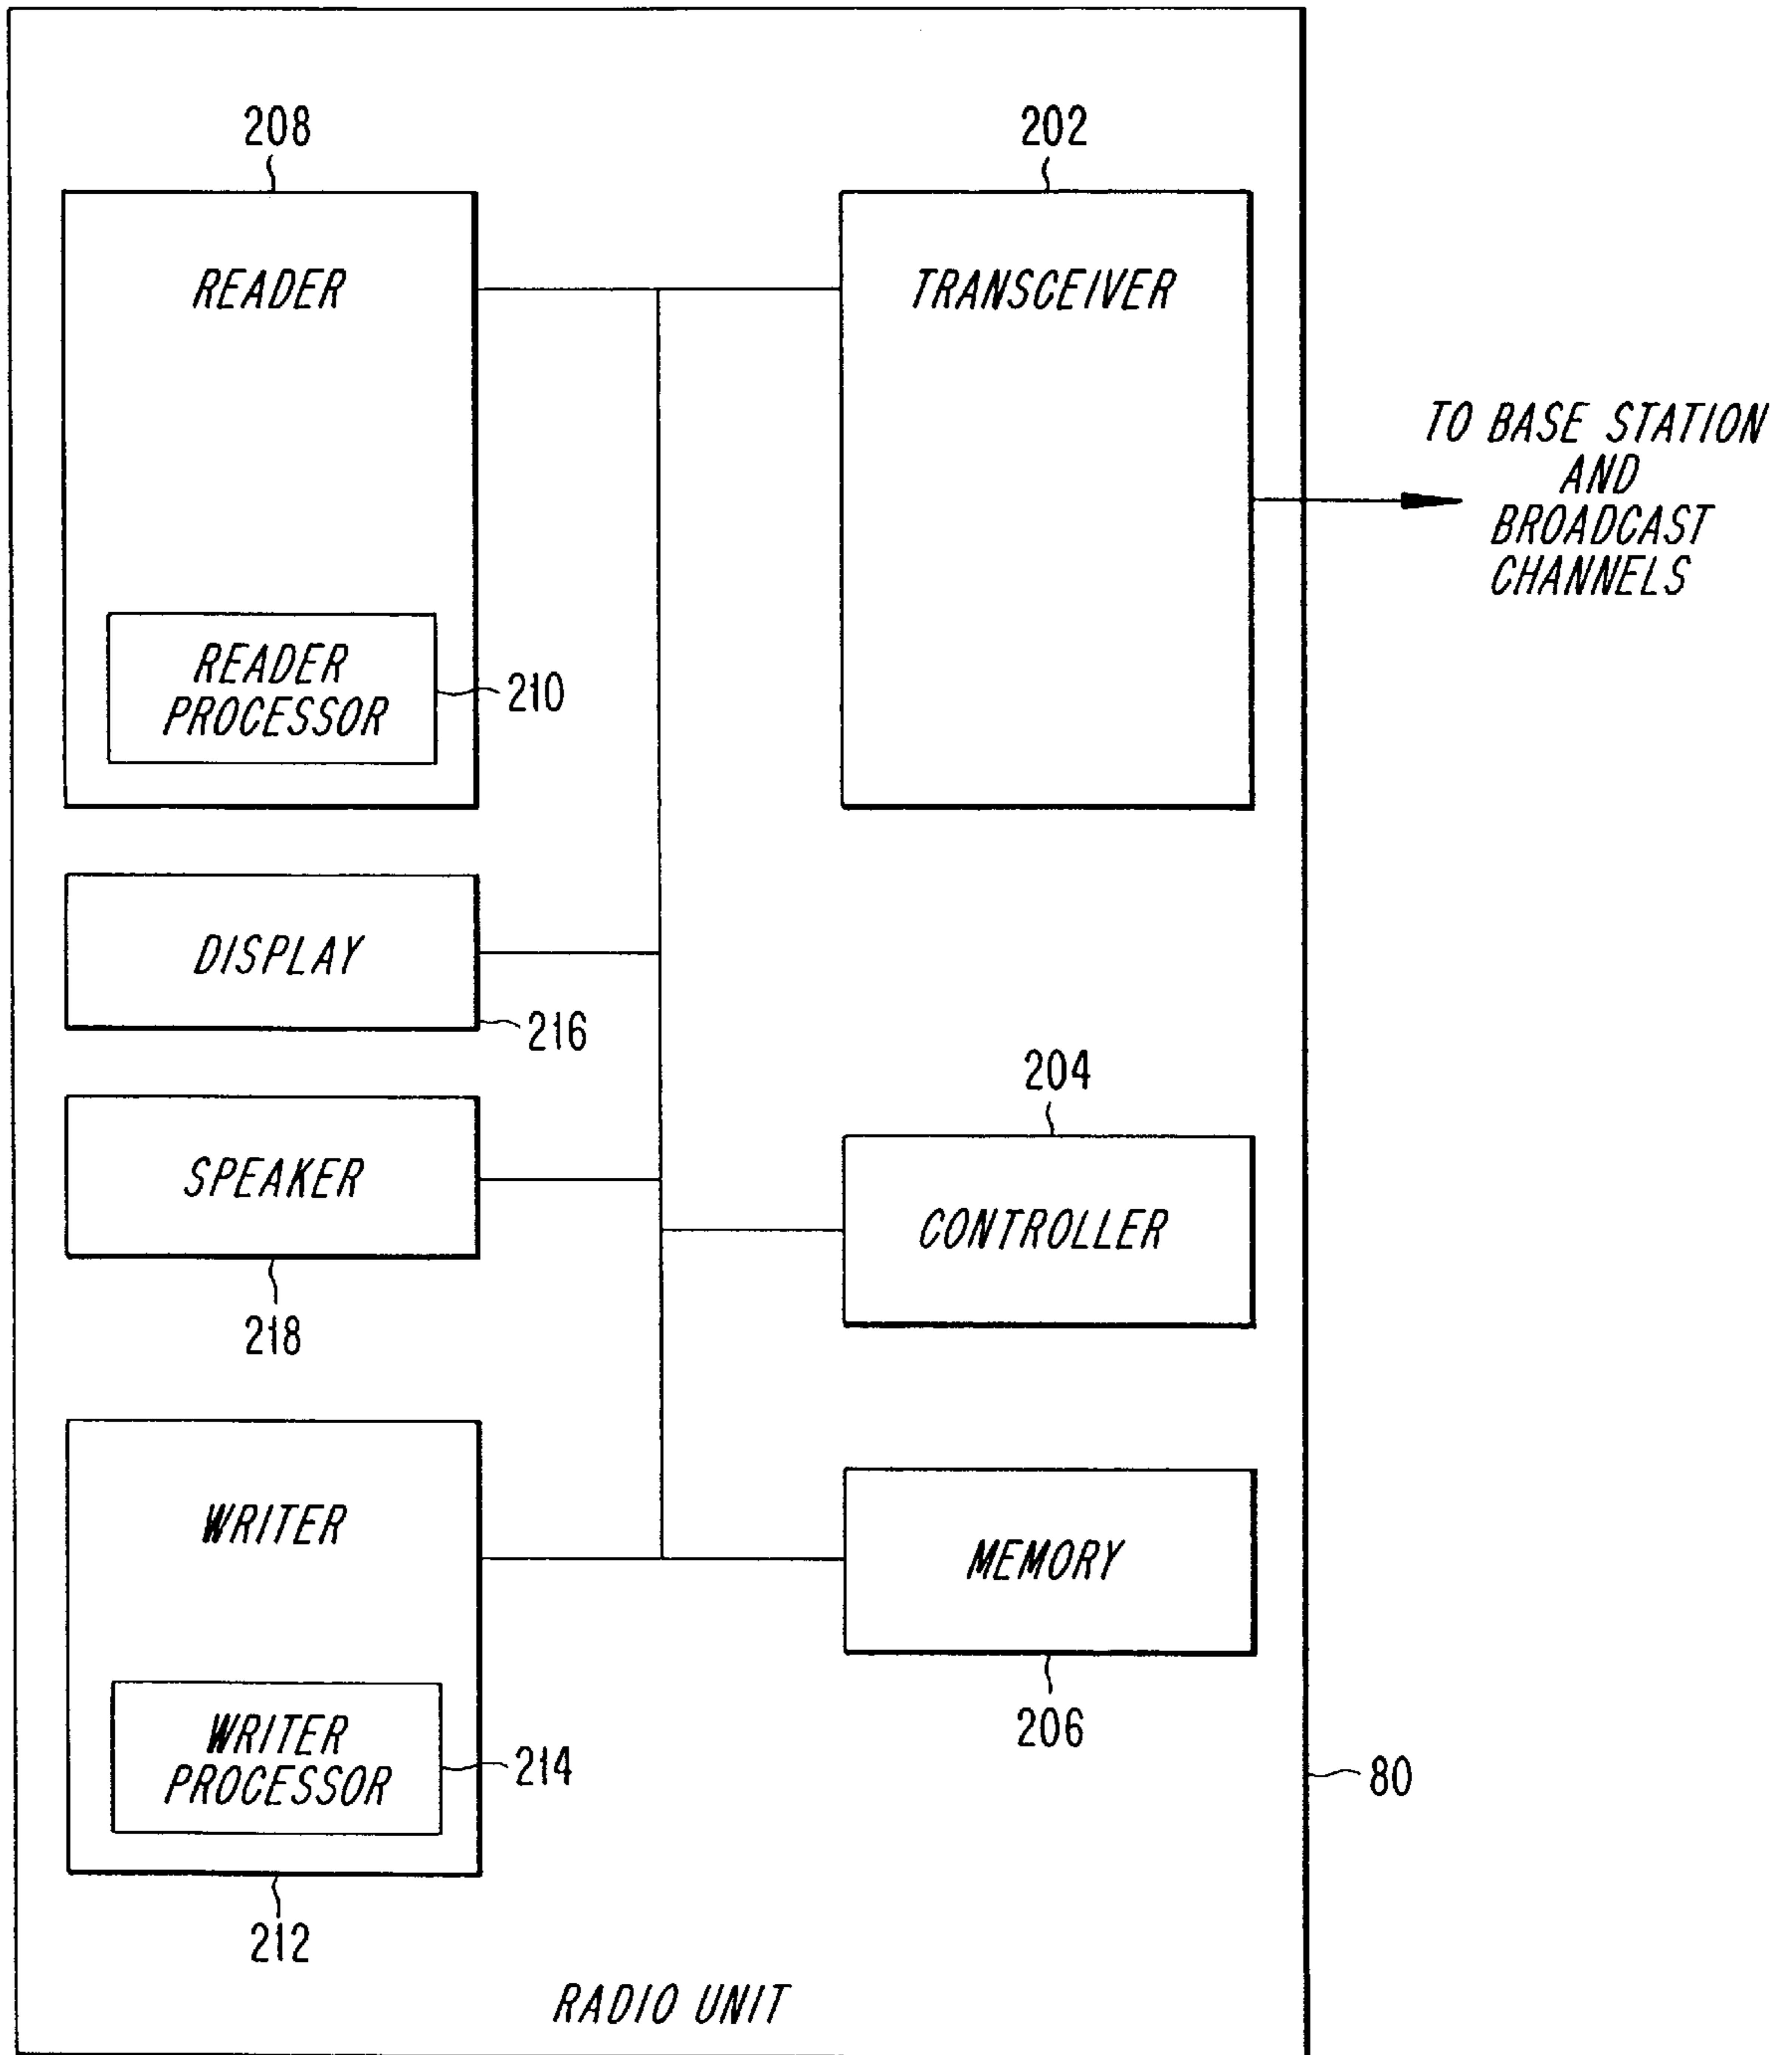 208
202
READER
TRANSCEIVER
TO BASE STATION
AND
BROADCAST
CHANNELS
READER
PROCESSOR
210
DISPLAY
216
204
SPEAKER
CONTROLLER
218
WRITER
MEMORY
206
WRITER
PROCESSOR
214
80
212
RADIO UNIT